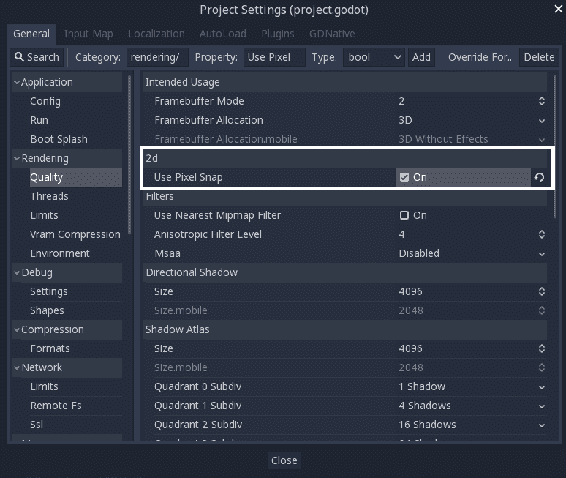 Project Settings (project.godot)
General Input Map Localization AutoLoad Plugins GDNative
Search Category: rendering/ Property: Use Pixel Type: bool Add Override For.. Delete
Application
Config
Run
Boot Splash
Rendering
Quality
Threads
Limits
Vram Compression
Environment
Debug
Settings
Shapes
Compression
Formats
Network
Limits
Remote Fs
Ssl
Intended Usage
Framebuffer Mode 2
Framebuffer Allocation 3D
Framebuffer Allocation.mobile 3D Without Effects
2d
Use Pixel Snap On
Filters
Use Nearest Mipmap Filter On
Anisotropic Filter Level 4
Msaa Disabled
Directional Shadow
Size 4096
Size.mobile 2048
Shadow Atlas
Size 4096
Size.mobile 2048
Quadrant 0 Subdiv 1 Shadow
Quadrant 1 Subdiv 4 Shadows
Quadrant 2 Subdiv 16 Shadows
Close